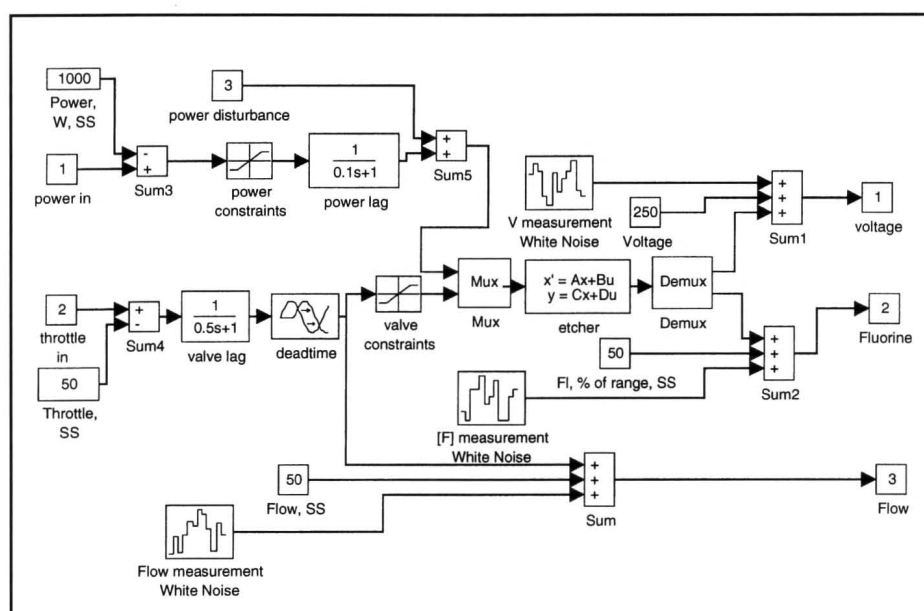 1000
Power,
W, SS
3
power disturbance
1
power in
-
+
Sum3
power
constraints
1
0.1s+1
power lag
+
+
Sum5
V measurement
White Noise
250
Voltage
+
+
+
Sum1
1
voltage
2
throttle
in
50
Throttle,
SS
+
-
Sum4
1
0.5s+1
valve lag
deadtime
valve
constraints
Mux
Mux
x' = Ax+Bu
y = Cx+Du
etcher
Demux
Demux
50
Fl, % of range, SS
+
+
+
Sum2
2
Fluorine
[F] measurement
White Noise
50
Flow, SS
Flow measurement
White Noise
+
+
+
Sum
3
Flow